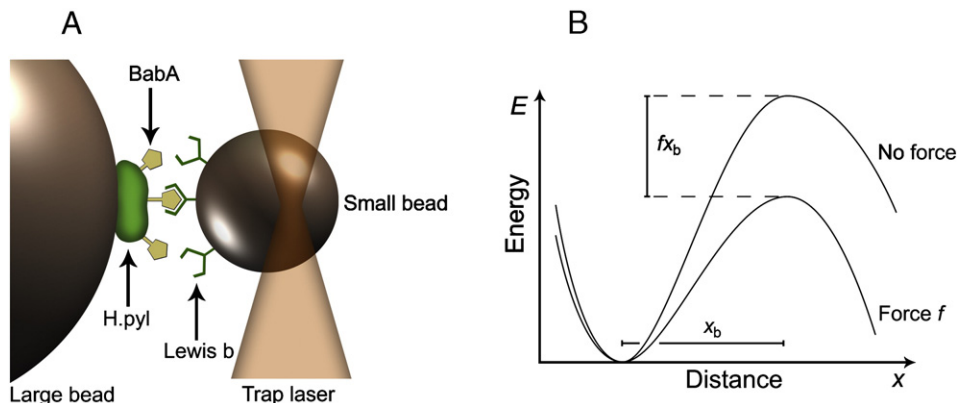 A
BabA
Small bead
H.pyl
Lewis b
Large bead
Trap laser
B
E
Energy
fxb
No force
Force f
xb
Distance
x